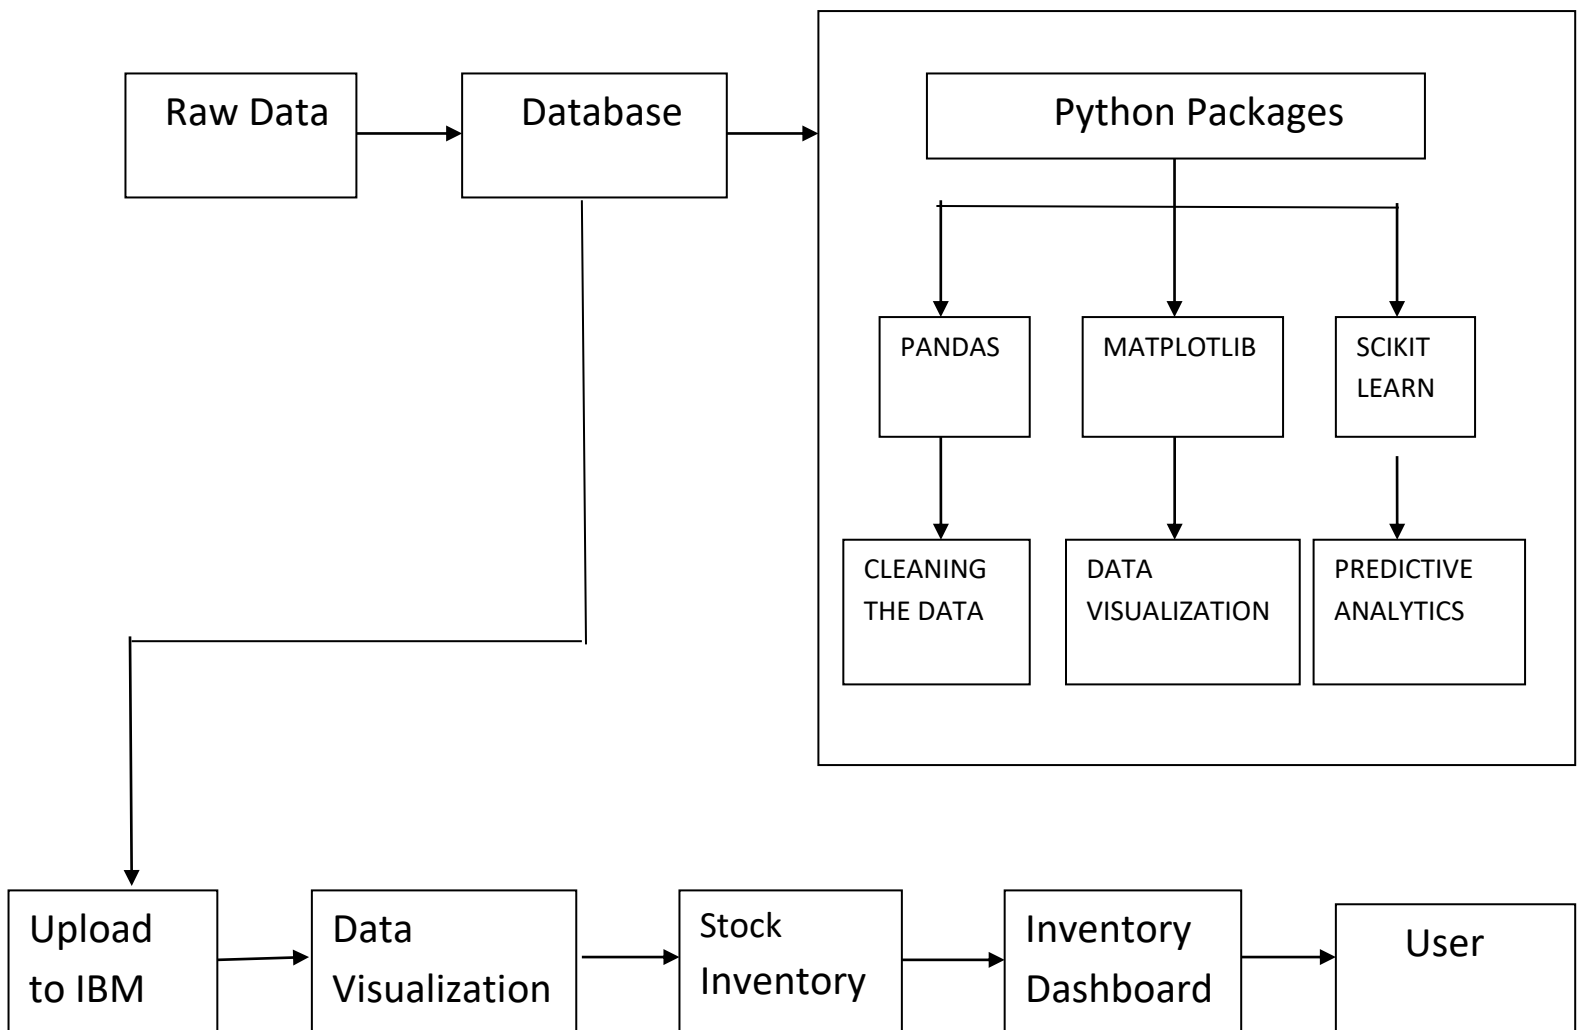 Raw Data
Database
Python Packages
PANDAS
MATPLOTLIB
SCIKIT
LEARN
CLEANING
THE DATA
DATA
VISUALIZATION
PREDICTIVE
ANALYTICS
Upload
to IBM
Data
Visualization
Stock
Inventory
Inventory
Dashboard
User